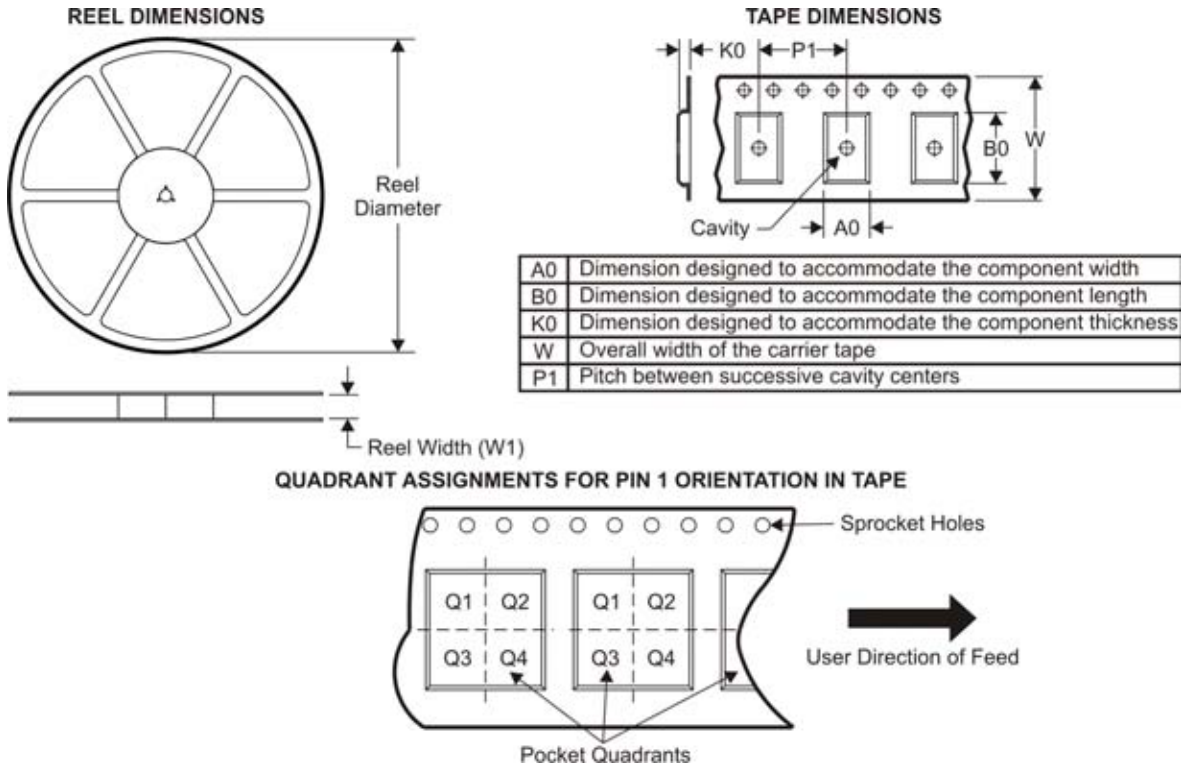 REEL DIMENSIONS
Reel
Diameter
Reel Width (W1)
TAPE DIMENSIONS
K0
P1
B0
W
Cavity
A0
A0 Dimension designed to accommodate the component width
B0 Dimension designed to accommodate the component length
K0 Dimension designed to accommodate the component thickness
W Overall width of the carrier tape
P1 Pitch between successive cavity centers
QUADRANT ASSIGNMENTS FOR PIN 1 ORIENTATION IN TAPE
Sprocket Holes
Q1 Q2 Q1 Q2
Q3 Q4 Q3 Q4
User Direction of Feed
Pocket Quadrants